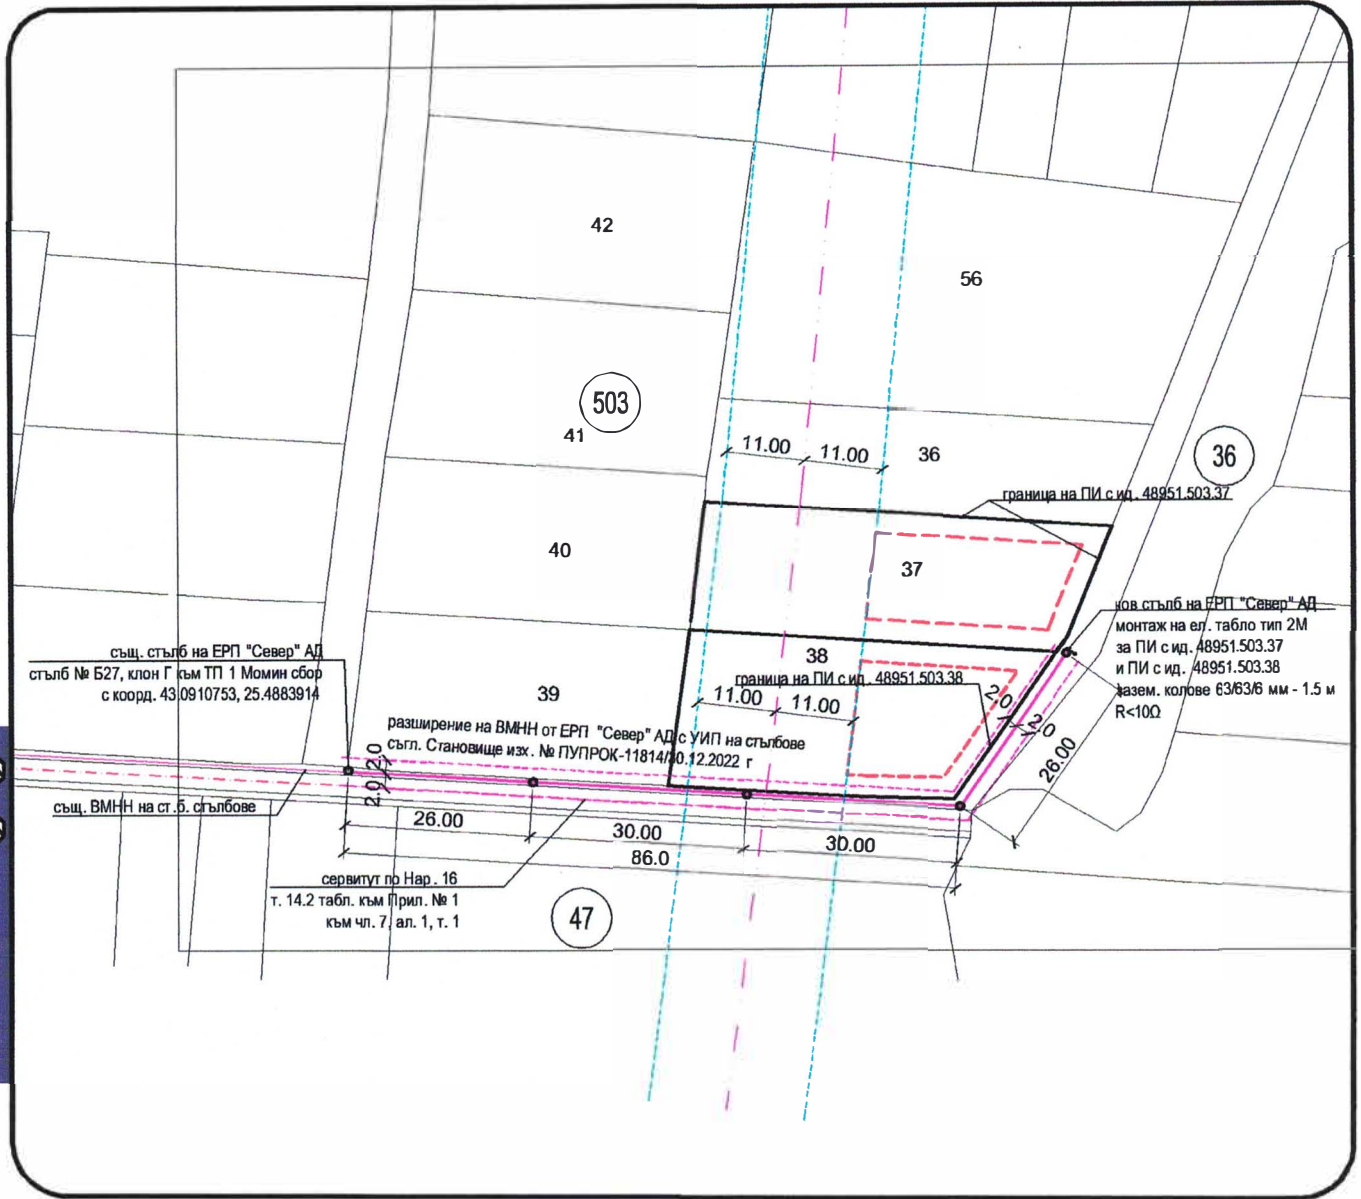 42
56
503
41
11.00
11.00
36
36
граница на ПИ с ид. 48951.503.37
40
37
нов стълб на ЕРП "Север" АД
монтаж на ел. табло тип 2М
за ПИ с ид. 48951.503.37
и ПИ с ид. 48951.503.38
зазем. колове 63/63/6 мм - 1.5 м
R<10Ω
същ. стълб на ЕРП "Север" АД
стълб № Б27, клон Г към ТП 1 Момин сбор
с коорд. 43.0910753, 25.4883914
38
граница на ПИ с ид. 48951.503.38
39
11.00
11.00
2.0
2.0
26.00
разширение на ВМНН от ЕРП "Север" АД с УИП на стълбове
съгл. Становище изх. № ПУПРОК-11814/30.12.2022 г
2.0
2.0
същ. ВМНН на ст.б. стълбове
26.00
30.00
30.00
86.0
сервитут по Нар. 16
т. 14.2 табл. към Прил. № 1
към чл. 7, ал. 1, т. 1
47